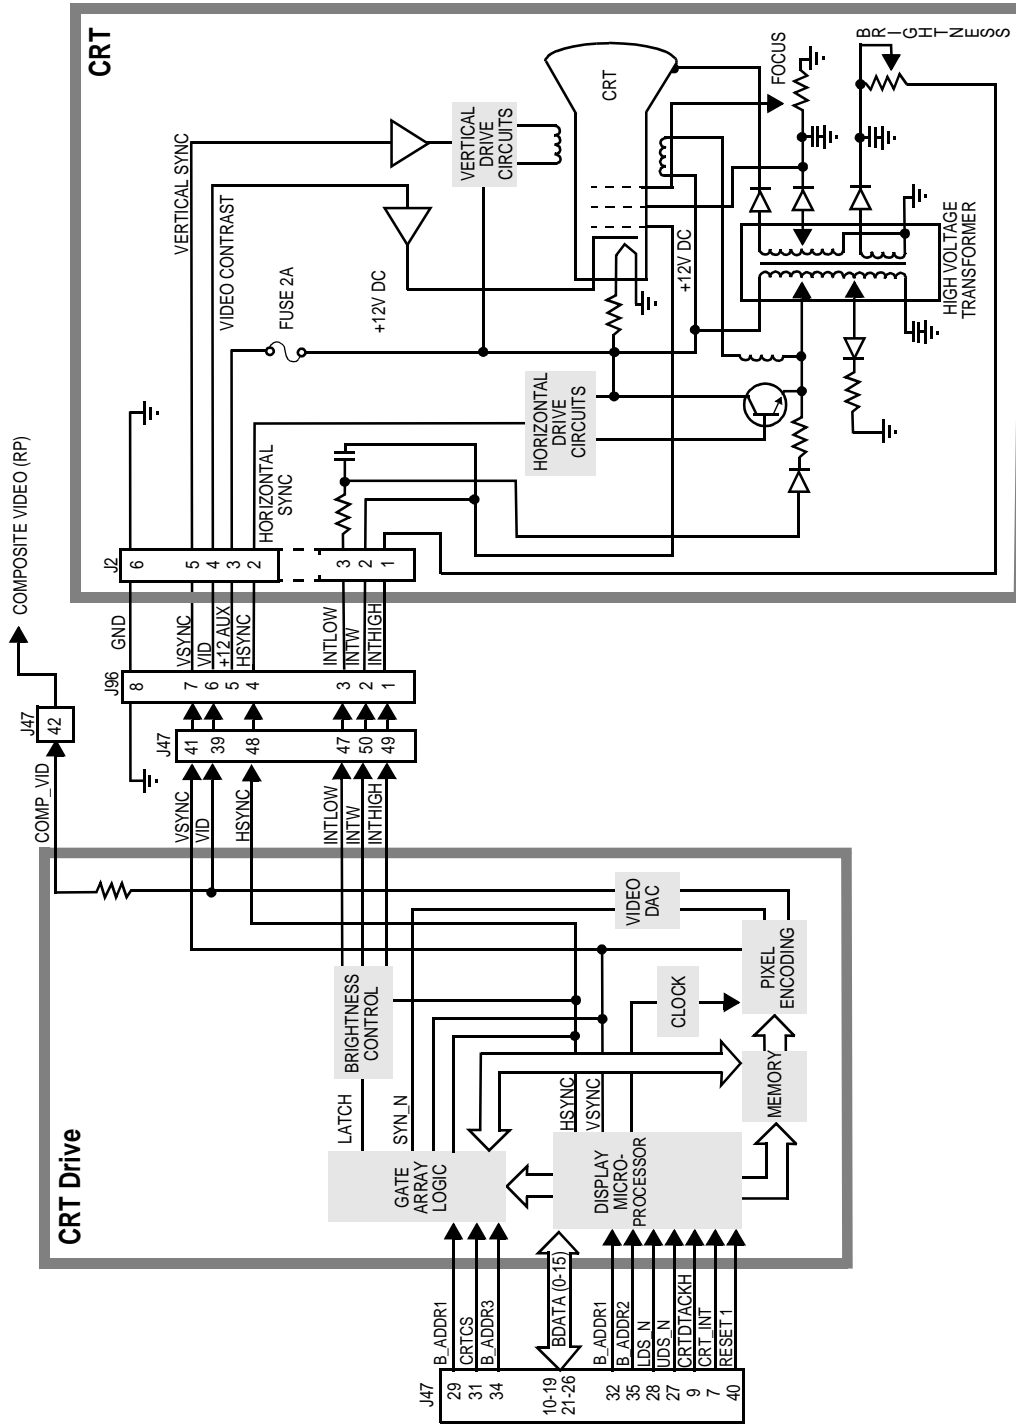 CRT Drive
J47
29
31
34
10-19
21-26
32
35
28
27
9
7
40
B_ADDR1
CRTCS
B_ADDR3
BDATA (0-15)
B_ADDR1
B_ADDR2
LDS_N
UDS_N
CRTDTACKH
CRT_INT
RESET 1
GATE
ARRAY
LOGIC
DISPLAY
MICRO-
PROCESSOR
LATCH
SYN_N
HSYNC
VSYNC
BRIGHTNESS
CONTROL
CLOCK
MEMORY
PIXEL
ENCODING
VIDEO
DAC
COMP_VID
VSYNC
VID
HSYNC
INTLOW
INTW
INTHIGH
J47
42
COMPOSITE VIDEO (RP)
J47
41
39
48
47
50
49
J96
8
7
6
5
4
3
2
1
GND
VSYNC
VID
+12 AUX
HSYNC
INTLOW
INTW
INTHIGH
J2
6
5
4
3
2
3
2
1
CRT
VERTICAL SYNC
VIDEO CONTRAST
FUSE 2A
HORIZONTAL
SYNC
+12V DC
VERTICAL
DRIVE
CIRCUITS
HORIZONTAL
DRIVE
CIRCUITS
CRT
+12V DC
FOCUS
BRIGHTNESS
HIGH VOLTAGE
TRANSFORMER